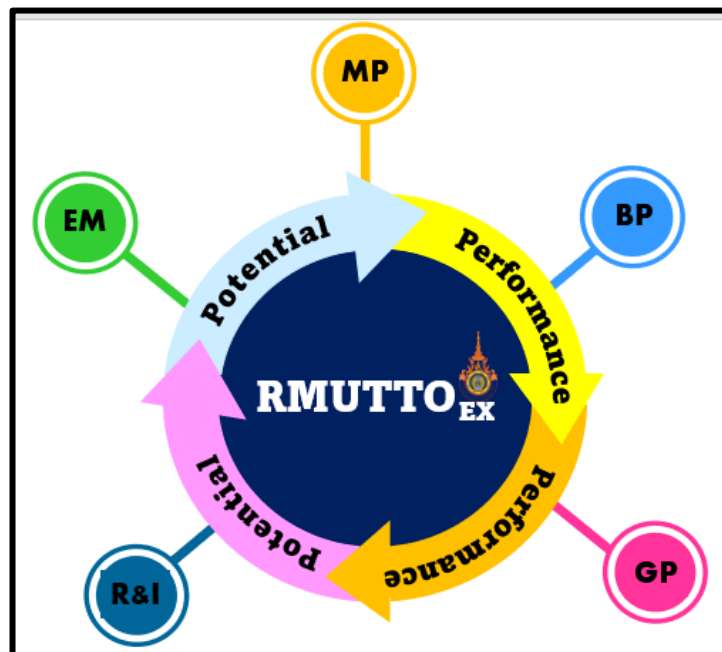 MP
EM
BP
Potential
Performance
RMUTTO
EX
Potential
Performance
R&I
GP